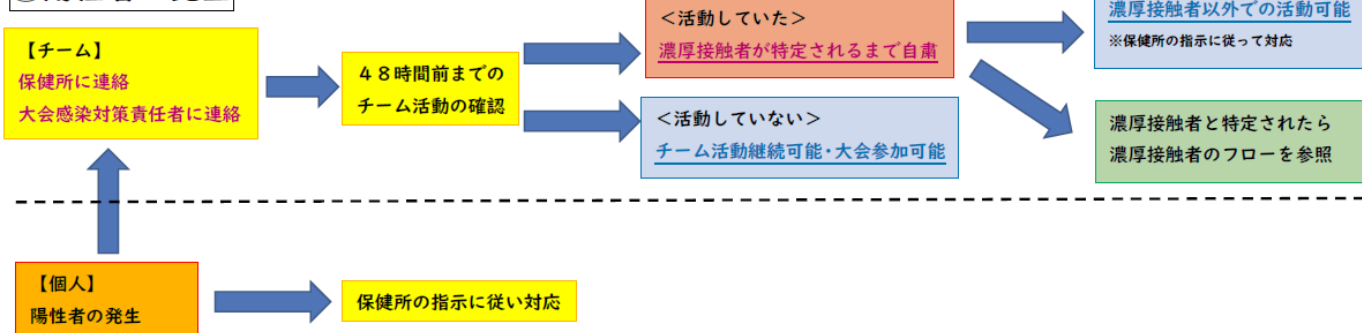 【チーム】
保健所に連絡
大会感染対策責任者に連絡
４８時間前までの
チーム活動の確認
＜活動していた＞
濃厚接触者が特定されるまで自粛
＜活動していない＞
チーム活動継続可能・大会参加可能
濃厚接触者以外での活動可能
※保健所の指示に従って対応
濃厚接触者と特定されたら
濃厚接触者のフローを参照
【個人】
陽性者の発生
保健所の指示に従い対応